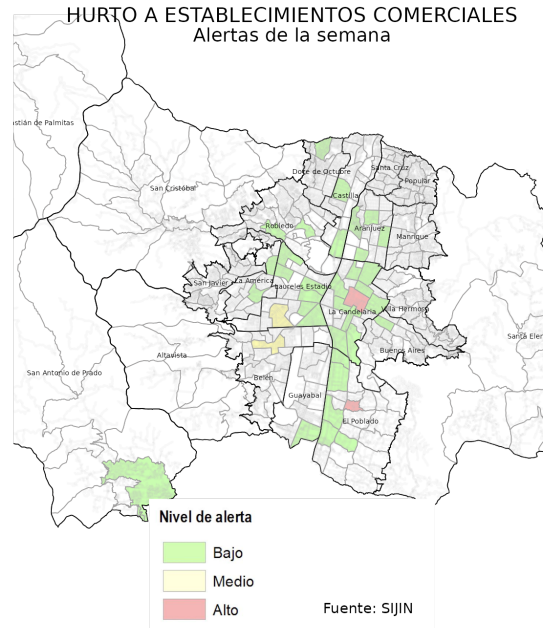 HURTO A ESTABLECIMIENTOS COMERCIALES
Alertas de la semana
astián de Palmitas
San Cristóbal
Doce de Octubre
Santa Cruz
Popular
Castilla
Robledo
Aranjuez
Manrique
San Javier
La América
Laureles Estadio
La Candelaria
Villa Hermosa
Santa Elen
Altavista
Buenos Aires
San Antonio de Prado
Belén
Guayabal
El Poblado
Nivel de alerta
Bajo
Medio
Alto
Fuente: SIJIN